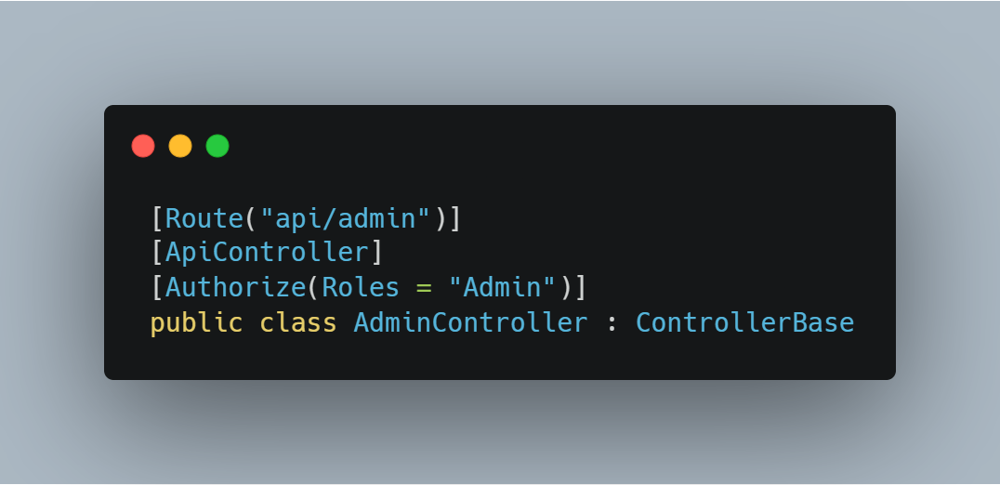 [Route("api/admin")]
[ApiController]
[Authorize(Roles = "Admin")]
public class AdminController : ControllerBase